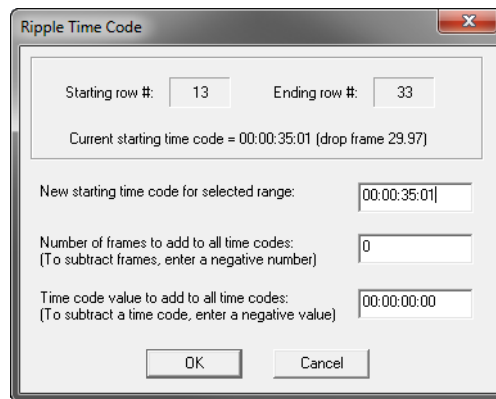 Ripple Time Code
Starting row #: 13 Ending row #: 33
Current starting time code = 00:00:35:01 (drop frame 29.97)
New starting time code for selected range: 00:00:35:01
Number of frames to add to all time codes: 0
(To subtract frames, enter a negative number)
Time code value to add to all time codes: 00:00:00:00
(To subtract a time code, enter a negative value)
OK Cancel